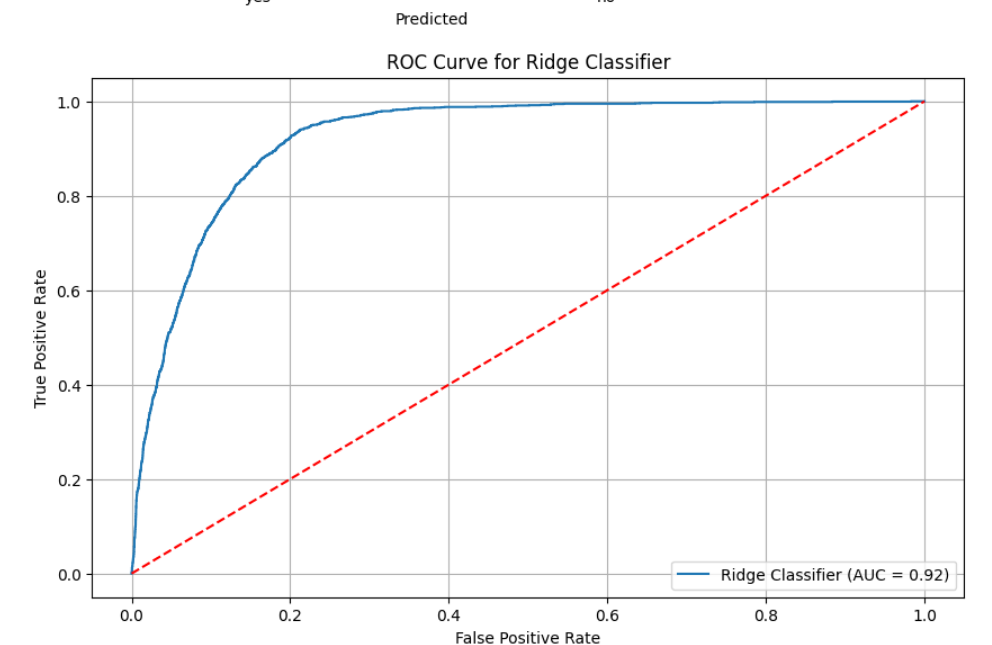 yes no
Predicted
ROC Curve for Ridge Classifier
1.0
0.8
0.6
0.4
0.2
0.0
True Positive Rate
Ridge Classifier (AUC = 0.92)
0.0 0.2 0.4 0.6 0.8 1.0
False Positive Rate